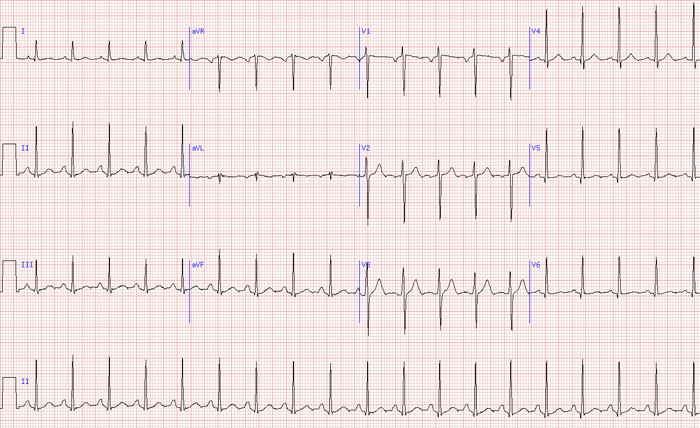 I aVR V1 V4
II aVL V2 V5
III aVF V3 V6
II